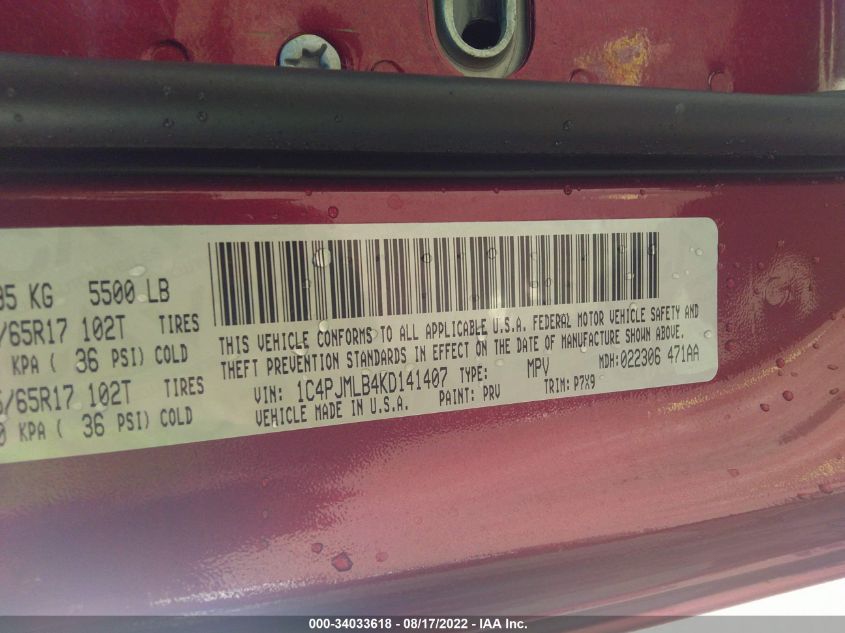 95 KG 5500 LB
/65R17 102T TIRES
KPA ( 36 PSI) COLD
/65R17 102T TIRES
0 KPA ( 36 PSI) COLD
THIS VEHICLE CONFORMS TO ALL APPLICABLE U.S.A. FEDERAL MOTOR VEHICLE SAFETY AND
THEFT PREVENTION STANDARDS IN EFFECT ON THE DATE OF MANUFACTURE SHOWN ABOVE.
VIN: 1C4PJMLB4KD141407 TYPE: MPV MDH:022306 471AA
VEHICLE MADE IN U.S.A. PAINT: PRV TRIM: P7X9
000-34033618 - 08/17/2022 - IAA Inc.